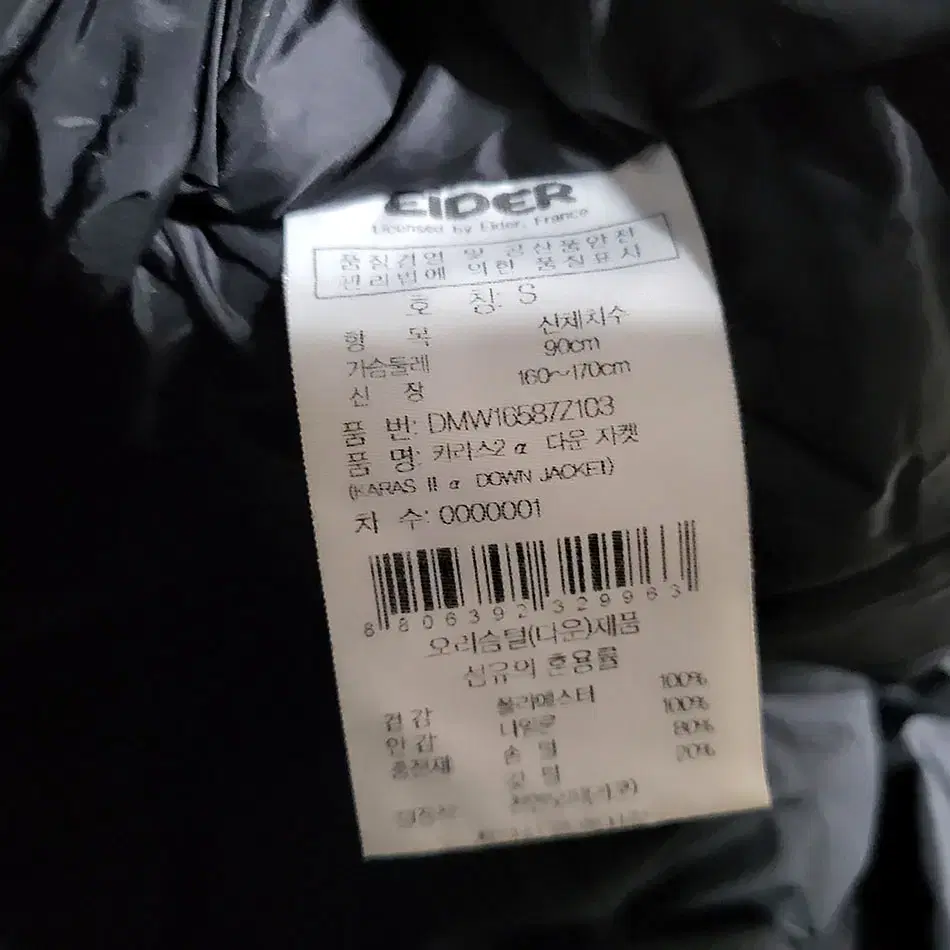 EIDER
Licensed by Eider, France
품질경영 및 공산품안전
관리법에 의한 품질표시
호 칭: S
항 목 신체치수
가슴둘레 90cm
신 장 160~170cm
품 번: DMW16587Z103
품 명: 카라스2 α 다운 자켓
(KARAS II α DOWN JACKET)
차 수: 0000001
8 806392 329963
오리솜털(다운)제품
섬유의 혼용률
겉감 폴리에스터 100%
안감 나일론 100%
충전재 솜털 80%
깃털 20%